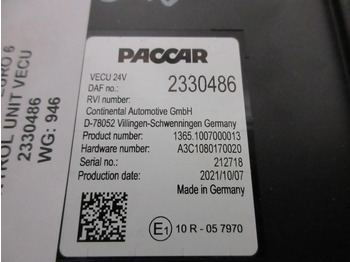 PACCAR
VECU 24V
DAF no.: 2330486
RVI number:
Continental Automotive GmbH
D-78052 Villingen-Schwenningen Germany
Product number: 1365.1007000013
Hardware number: A3C1080170020
Serial no.: 212718
Production date: 2021/10/07
Made in Germany
E1 10 R - 05 7970
EURO 6
UNIT VECU
2330486
WG: 946